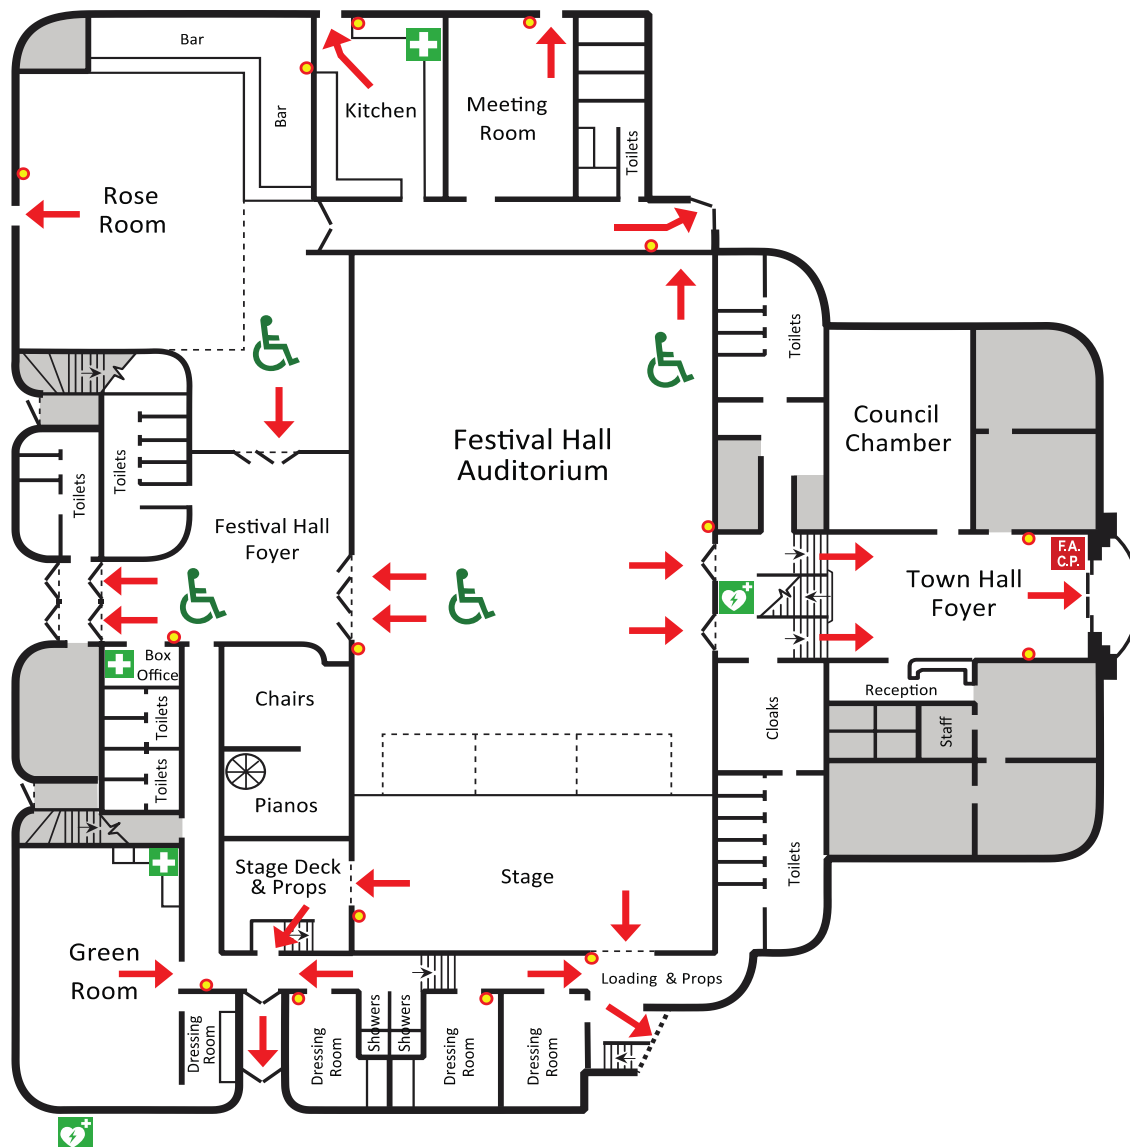 Bar
Bar
Kitchen
Meeting
Room
Toilets
Rose
Room
Toilets
Council
Chamber
Festival Hall
Auditorium
Toilets
Toilets
Festival Hall
Foyer
F.A.
C.P.
Town Hall
Foyer
Box
Office
Chairs
Reception
Toilets
Cloaks
Staff
Toilets
Pianos
Stage Deck
& Props
Stage
Toilets
Green
Room
Loading & Props
Dressing
Room
Dressing
Room
Showers
Showers
Dressing
Room
Dressing
Room